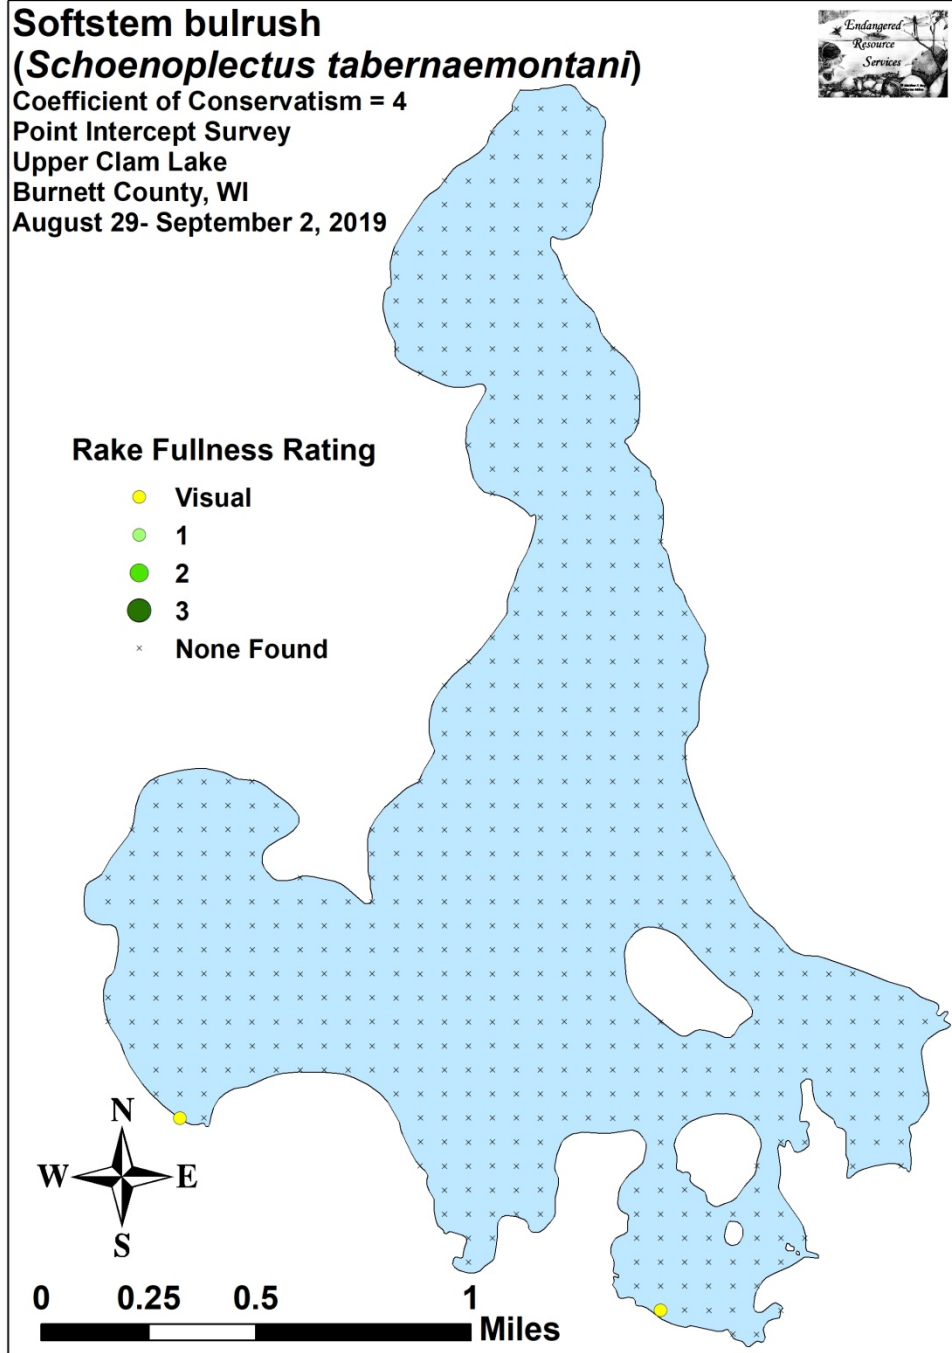 Softstem bulrush
(Schoenoplectus tabernaemontani)
Coefficient of Conservatism = 4
Point Intercept Survey
Upper Clam Lake
Burnett County, WI
August 29- September 2, 2019
Endangered
Resource
Services
Rake Fullness Rating
Visual
1
2
3
None Found
N
W E
S
0 0.25 0.5 1
Miles